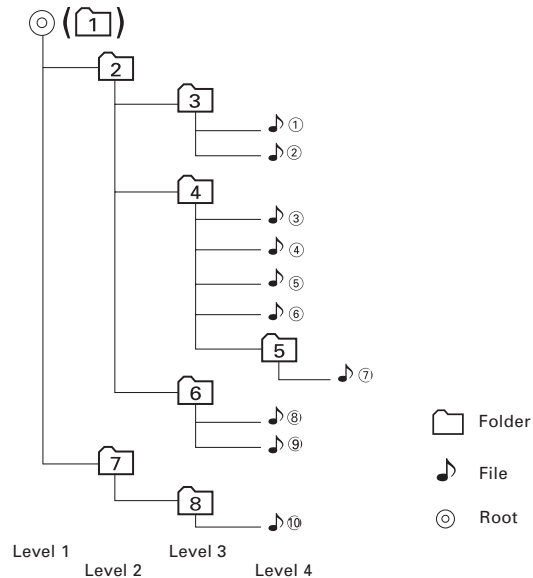 (1)
2
3
①
②
4
③
④
⑤
⑥
5
⑦
6
⑧
⑨
Folder
7
File
8
⑩
Root
Level 1
Level 2
Level 3
Level 4